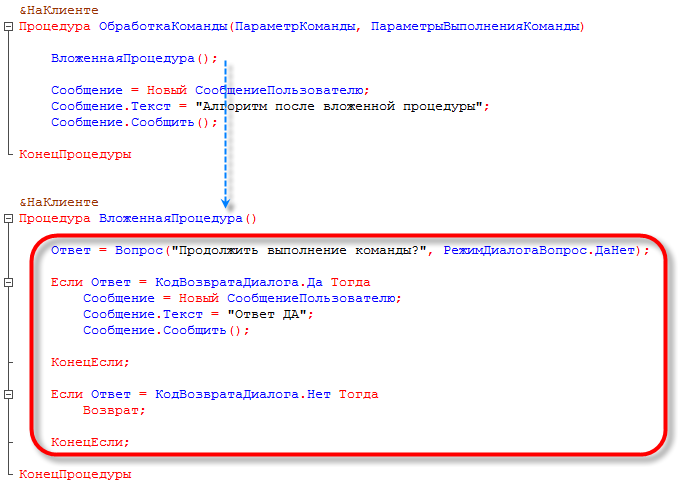 &НаКлиенте
Процедура ОбработкаКоманды(ПараметрКоманды, ПараметрыВыполненияКоманды)
ВложеннаяПроцедура();
Сообщение = Новый СообщениеПользователю;
Сообщение.Текст = "Алгоритм после вложенной процедуры";
Сообщение.Сообщить();
КонецПроцедуры
&НаКлиенте
Процедура ВложеннаяПроцедура()
Ответ = Вопрос("Продолжить выполнение команды?", РежимДиалогаВопрос.ДаНет);
Если Ответ = КодВозвратаДиалога.Да Тогда
Сообщение = Новый СообщениеПользователю;
Сообщение.Текст = "Ответ ДА";
Сообщение.Сообщить();
КонецЕсли;
Если Ответ = КодВозвратаДиалога.Нет Тогда
Возврат;
КонецЕсли;
КонецПроцедуры